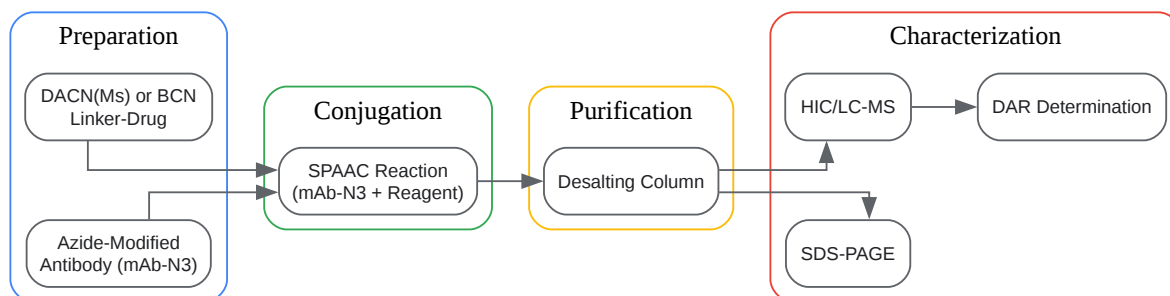 Preparation
DACN(Ms) or BCN
Linker-Drug
Azide-Modified
Antibody (mAb-N3)
Conjugation
SPAAC Reaction
(mAb-N3 + Reagent)
Purification
Desalting Column
Characterization
HIC/LC-MS
DAR Determination
SDS-PAGE